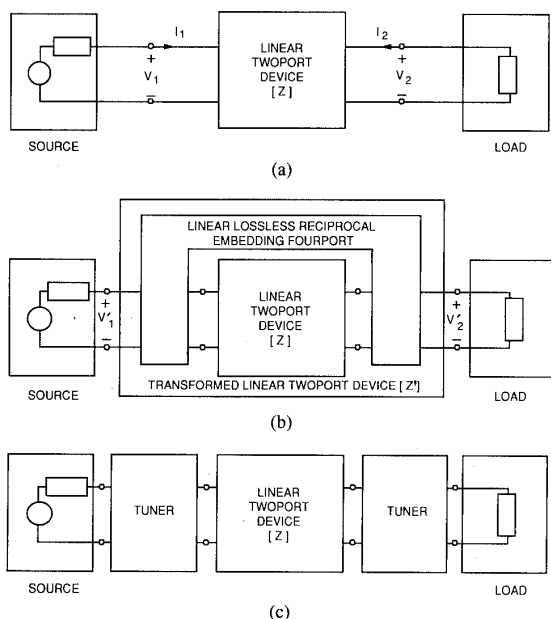 I1
I2
LINEAR
TWOPORT
DEVICE
[ Z ]
+
V1
–
+
V2
–
SOURCE
LOAD
(a)
LINEAR LOSSLESS RECIPROCAL
EMBEDDING FOURPORT
LINEAR
TWOPORT
DEVICE
[ Z ]
+
V'1
–
+
V'2
–
TRANSFORMED LINEAR TWOPORT DEVICE [ Z' ]
SOURCE
LOAD
(b)
TUNER
LINEAR
TWOPORT
DEVICE
[ Z ]
TUNER
SOURCE
LOAD
(c)